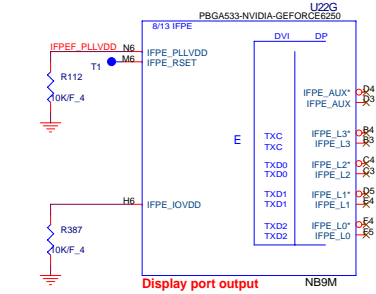 U22G
PBGA533-NVIDIA-GEFORCE6250
8/13 IFPE
DVI DP
IFPEF_PLLVDD N6 IFPE_PLLVDD
T1 M6 IFPE_RSET
R112
10K/F_4
IFPE_AUX* D4
IFPE_AUX D3
E
TXC IFPE_L3* B4
TXC IFPE_L3 B3
TXD0 IFPE_L2* C4
TXD0 IFPE_L2 C3
TXD1 IFPE_L1* D5
TXD1 IFPE_L1 E4
TXD2 IFPE_L0* F4
TXD2 IFPE_L0 F5
H6 IFPE_IOVDD
R387
10K/F_4
Display port output NB9M